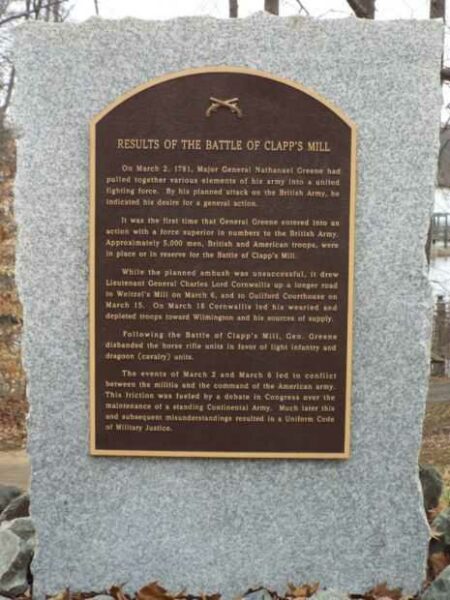 RESULTS OF THE BATTLE OF CLAPP'S MILL
On March 2, 1781, Major General Nathanael Greene had
pulled together various elements of his army into a united
fighting force. By his planned attack on the British Army, he
indicated his desire for a general action.
It was the first time that General Greene entered into an
action with a force superior in numbers to the British Army.
Approximately 5,000 men, British and American troops, were
in place or in reserve for the Battle of Clapp's Mill.
While the planned ambush was unsuccessful, it drew
Lieutenant General Charles Lord Cornwallis up a longer road
to Weitzel's Mill on March 6, and to Guilford Courthouse on
March 15. On March 18 Cornwallis led his wearied and
depleted troops toward Wilmington and his sources of supply.
Following the Battle of Clapp's Mill, Gen. Greene
disbanded the horse rifle units in favor of light infantry and
dragoon (cavalry) units.
The events of March 2 and March 6 led to conflict
between the militia and the command of the American army.
This friction was fueled by a debate in Congress over the
maintenance of a standing Continental Army. Much later this
and subsequent misunderstandings resulted in a Uniform Code
of Military Justice.